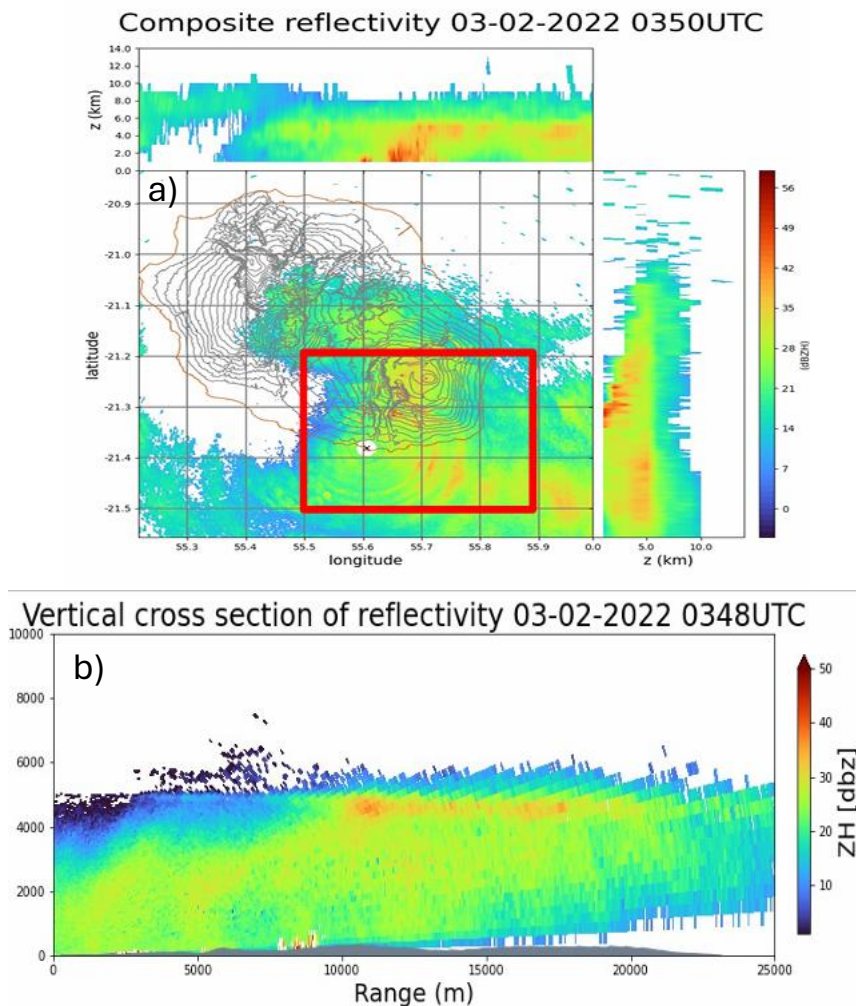 Composite reflectivity 03-02-2022 0350UTC
14.0
12.0
10.0
8.0
6.0
4.0
2.0
0.0
z (km)
a)
-20.9
-21.0
-21.1
-21.2
-21.3
-21.4
-21.5
latitude
55.3 55.4 55.5 55.6 55.7 55.8 55.9
longitude
0.0 5.0 10.0
z (km)
56
49
42
35
28
21
14
7
0
(dBZH)
Vertical cross section of reflectivity 03-02-2022 0348UTC
b)
10000
8000
6000
4000
2000
0
0 5000 10000 15000 20000 25000
Range (m)
50
40
30
20
10
ZH [dbz]